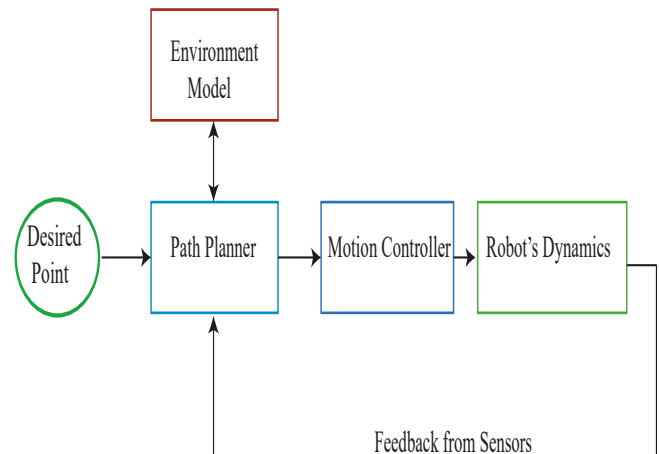 Environment
Model
Desired
Point
Path Planner
Motion Controller
Robot's Dynamics
Feedback from Sensors